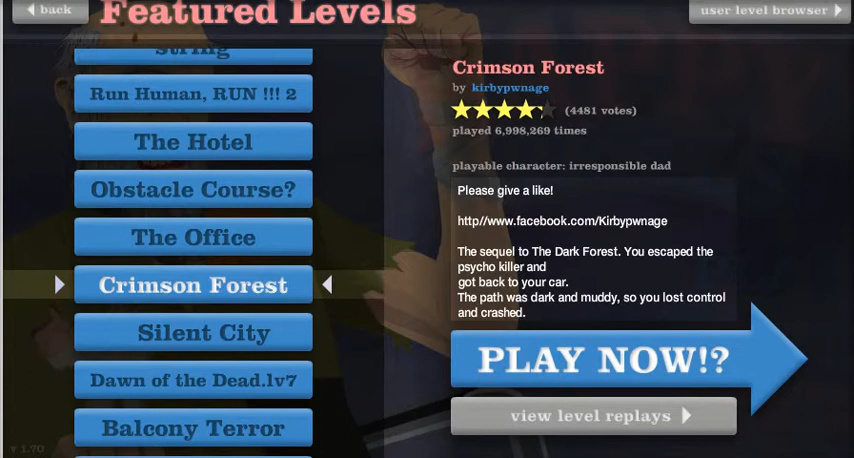 back
Featured Levels
user level browser
string
Run Human, RUN !!! 2
The Hotel
Obstacle Course?
The Office
Crimson Forest
Silent City
Dawn of the Dead.lv7
Balcony Terror
v 1.70
Crimson Forest
by kirbypwnage
(4481 votes)
played 6,998,269 times
playable character: irresponsible dad
Please give a like!
http//www.facebook.com/Kirbypwnage
The sequel to The Dark Forest. You escaped the
psycho killer and
got back to your car.
The path was dark and muddy, so you lost control
and crashed.
PLAY NOW!?
view level replays